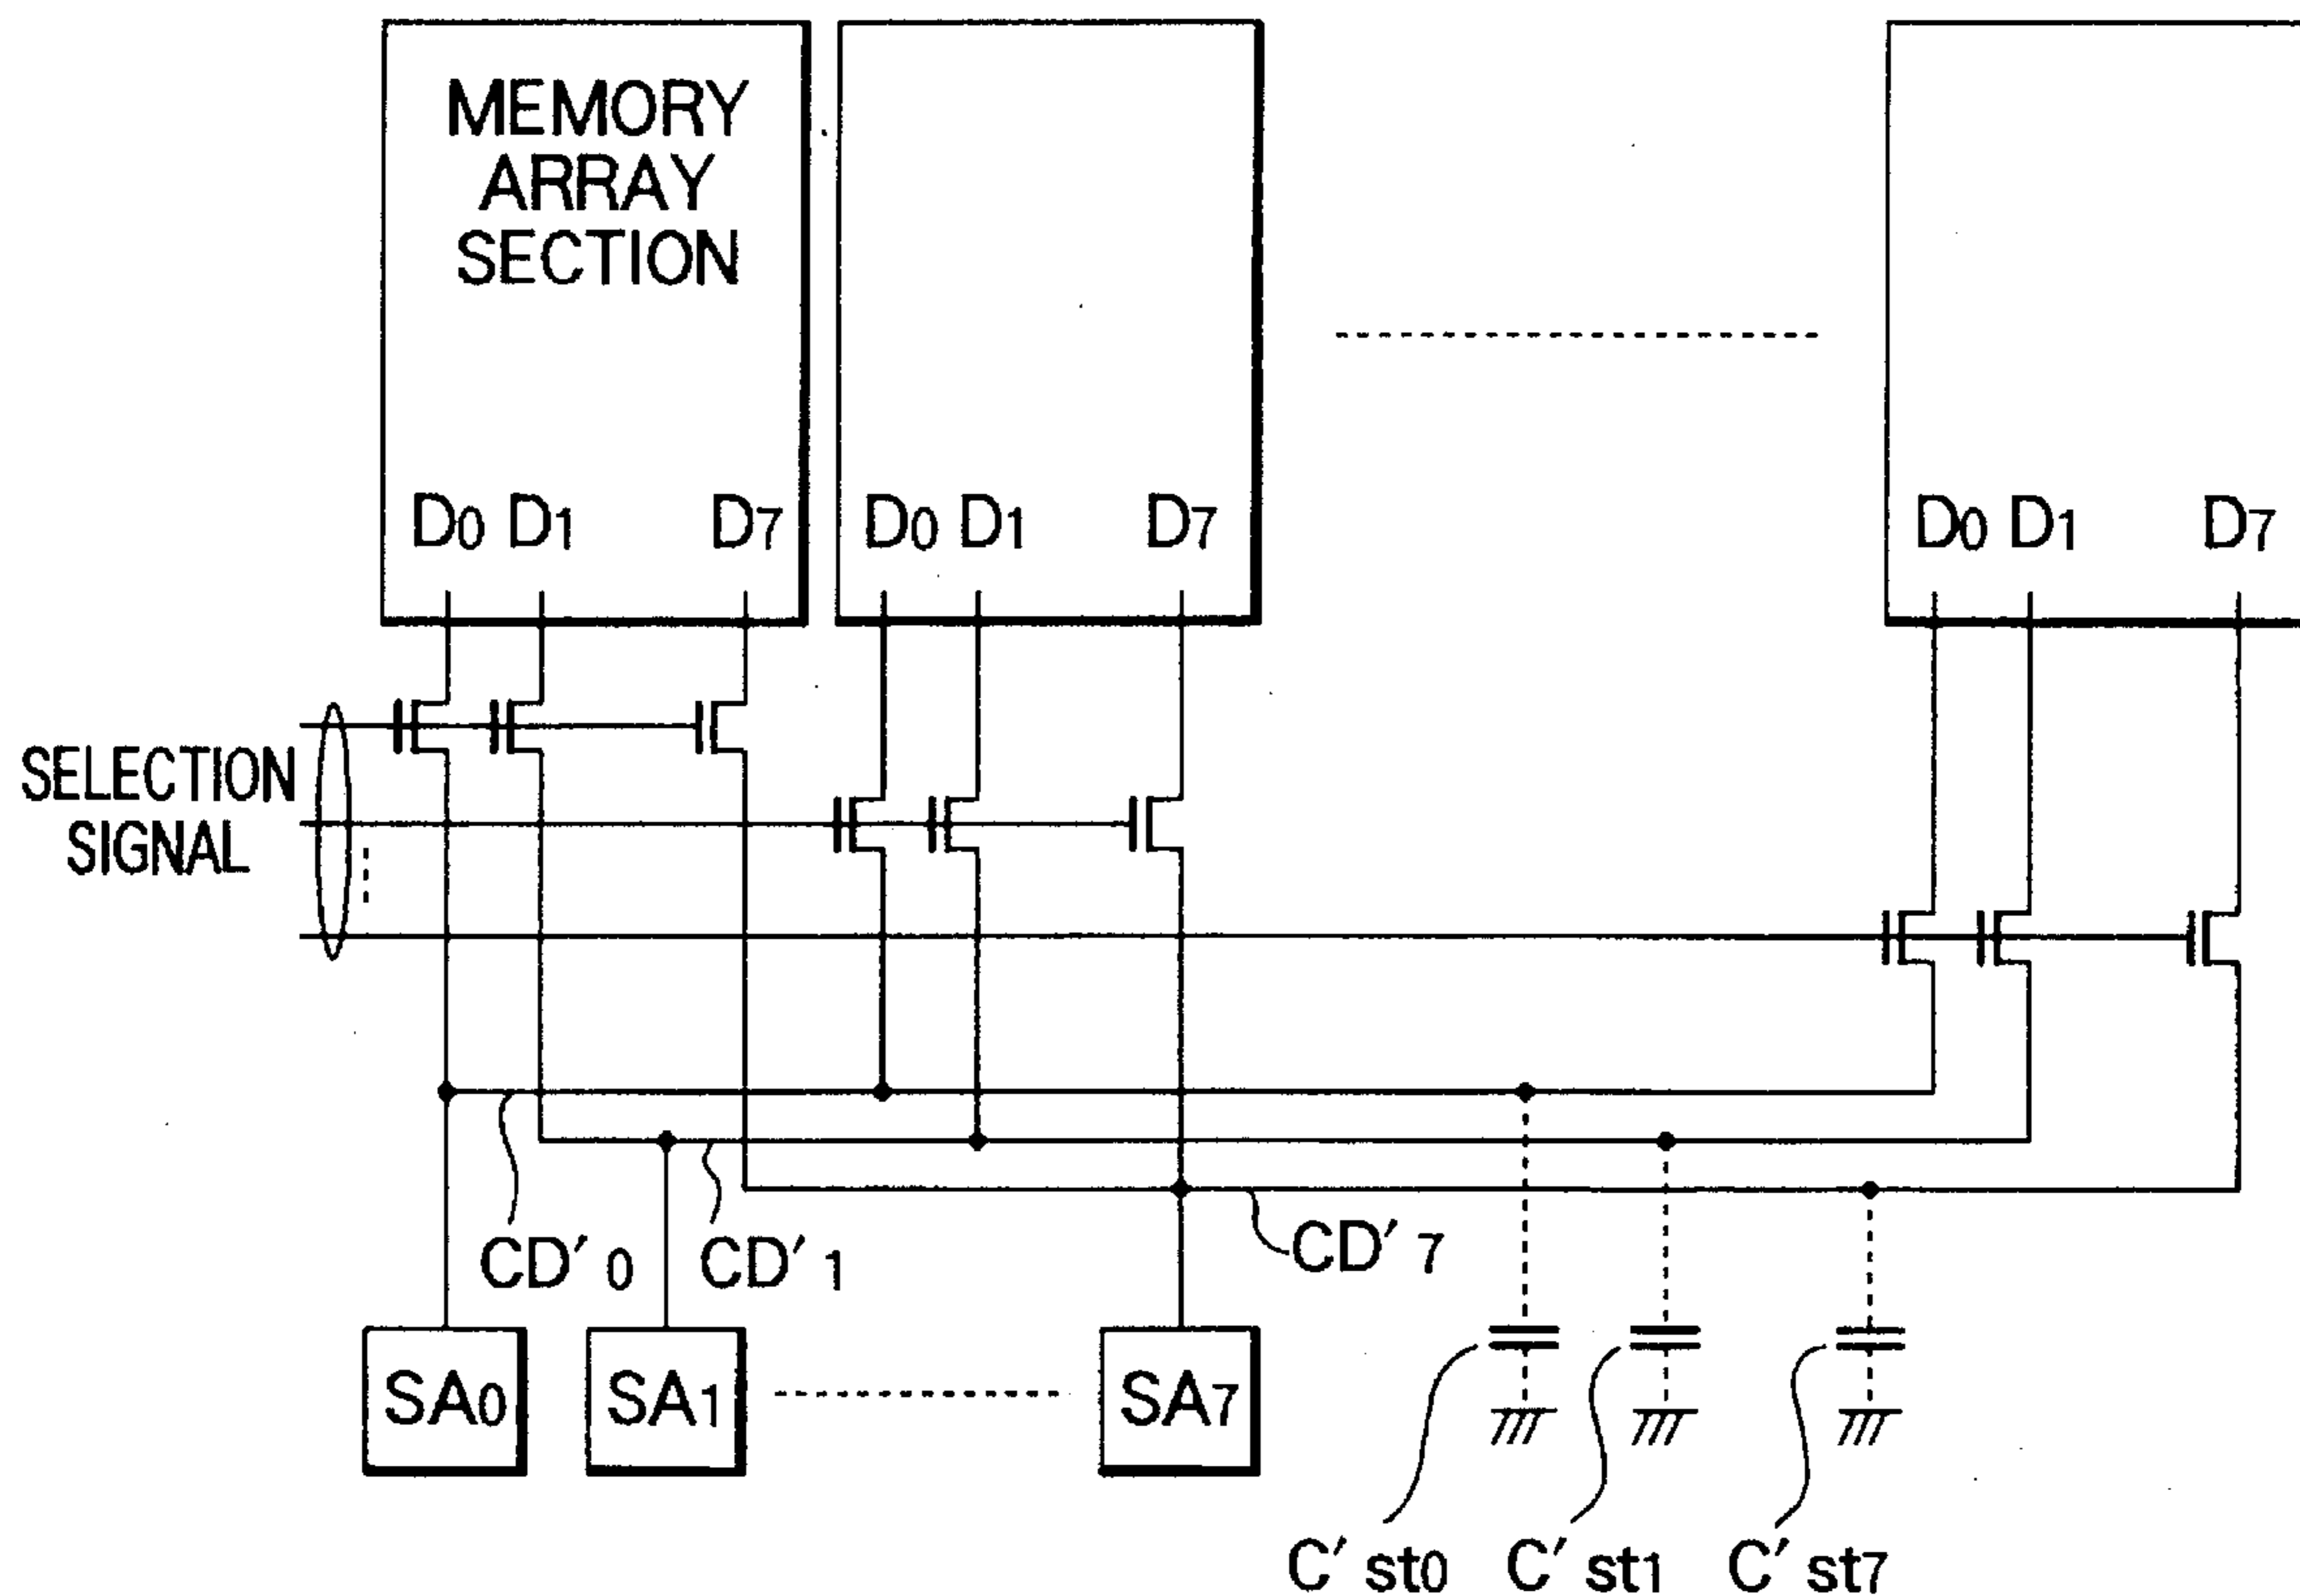 MEMORY
ARRAY
SECTION
D0 D1 D7 D0 D1 D7 D0 D1 D7
SELECTION
SIGNAL
CD'0 CD'1 CD'7
SA0 SA1 SA7
C'st0 C'st1 C'st7